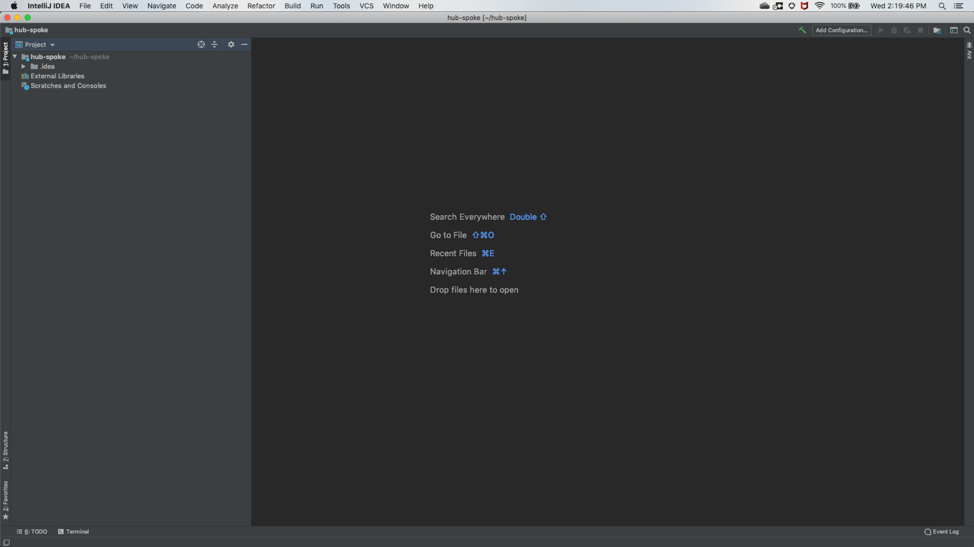 IntelliJ IDEA File Edit View Navigate Code Analyze Refactor Build Run Tools VCS Window Help 100% Wed 2:19:46 PM
hub-spoke [~/hub-spoke]
hub-spoke Add Configuration...
Project
hub-spoke ~/hub-spoke
.idea
External Libraries
Scratches and Consoles
1: Project
Ant
Search Everywhere Double ⇧
Go to File ⇧⌘O
Recent Files ⌘E
Navigation Bar ⌘↑
Drop files here to open
2: Structure
2: Favorites
6: TODO Terminal Event Log